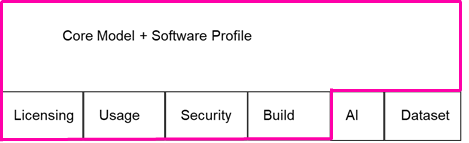 Core Model + Software Profile
Licensing Usage Security Build AI Dataset